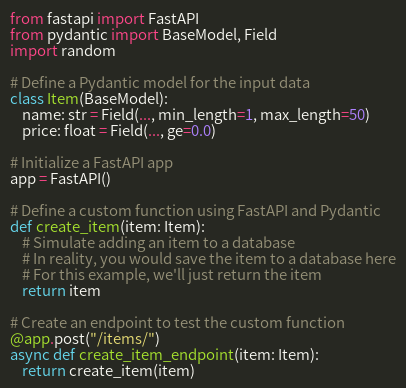 from fastapi import FastAPI
from pydantic import BaseModel, Field
import random

# Define a Pydantic model for the input data
class Item(BaseModel):
    name: str = Field(..., min_length=1, max_length=50)
    price: float = Field(..., ge=0.0)

# Initialize a FastAPI app
app = FastAPI()

# Define a custom function using FastAPI and Pydantic
def create_item(item: Item):
    # Simulate adding an item to a database
    # In reality, you would save the item to a database here
    # For this example, we'll just return the item
    return item

# Create an endpoint to test the custom function
@app.post("/items/")
async def create_item_endpoint(item: Item):
    return create_item(item)